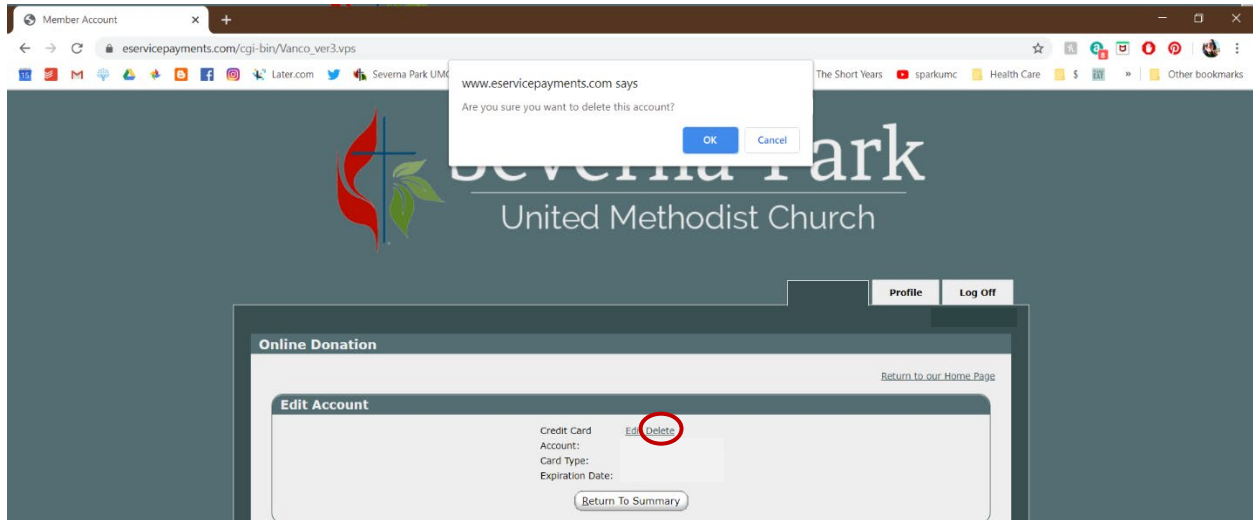 Member Account
eservicepayments.com/cgi-bin/Vanco_ver3.vps
15 Later.com Severna Park UM The Short Years sparkumc Health Care $ » Other bookmarks
www.eservicepayments.com says
Are you sure you want to delete this account?
OK Cancel
Severna Park
United Methodist Church
Profile Log Off
Online Donation
Return to our Home Page
Edit Account
Credit Card Edit Delete
Account:
Card Type:
Expiration Date:
Return To Summary